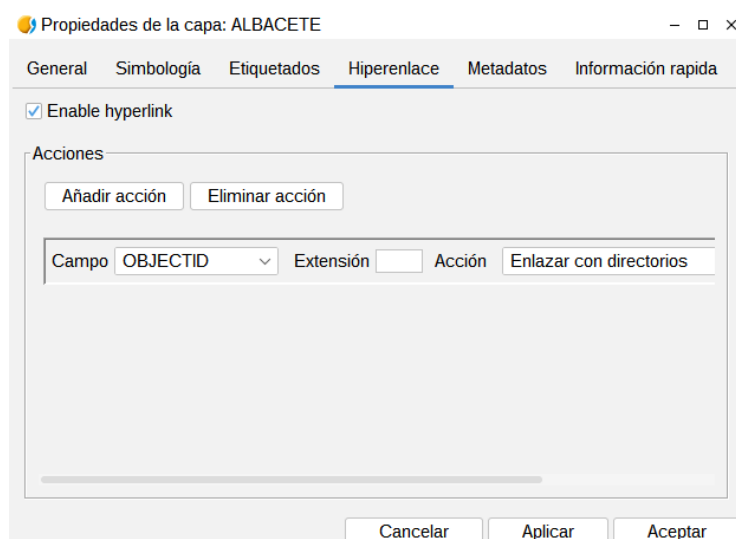 Propiedades de la capa: ALBACETE
General Simbología Etiquetados Hiperenlace Metadatos Información rapida
Enable hyperlink
Acciones
Añadir acción Eliminar acción
Campo OBJECTID Extensión Acción Enlazar con directorios
Cancelar Aplicar Aceptar